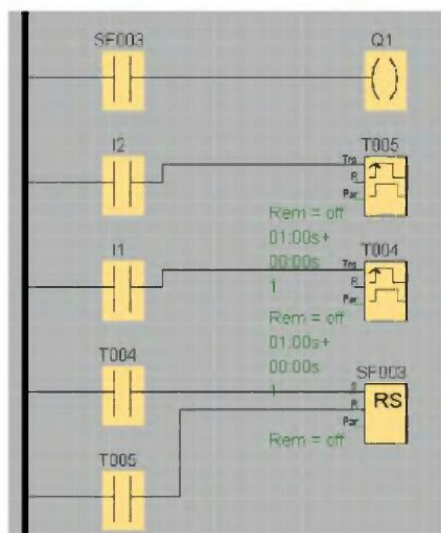 SF003 Q1
I2 T005
Trg
R
Par
Rem = off
01:00s+
00:00s
1
I1 T004
Trg
R
Par
Rem = off
01:00s+
00:00s
1
T004 SF003
S
R
Par
RS
Rem = off
T005